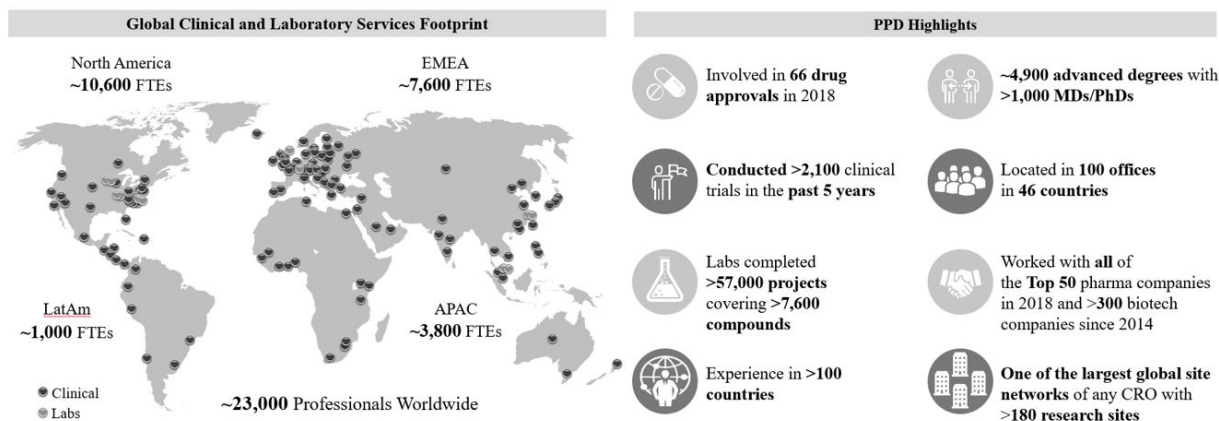 Global Clinical and Laboratory Services Footprint
North America
~10,600 FTEs
EMEA
~7,600 FTEs
LatAm
~1,000 FTEs
APAC
~3,800 FTEs
Clinical
Labs
~23,000 Professionals Worldwide
PPD Highlights
Involved in 66 drug
approvals in 2018
~4,900 advanced degrees with
>1,000 MDs/PhDs
Conducted >2,100 clinical
trials in the past 5 years
Located in 100 offices
in 46 countries
Labs completed
>57,000 projects
covering >7,600
compounds
Worked with all of
the Top 50 pharma companies
in 2018 and >300 biotech
companies since 2014
Experience in >100
countries
One of the largest global site
networks of any CRO with
>180 research sites